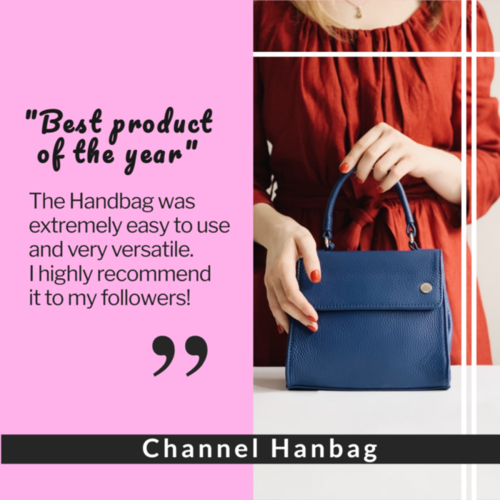 "Best product
of the year"
The Handbag was
extremely easy to use
and very versatile.
I highly recommend
it to my followers!
”
Channel Hanbag